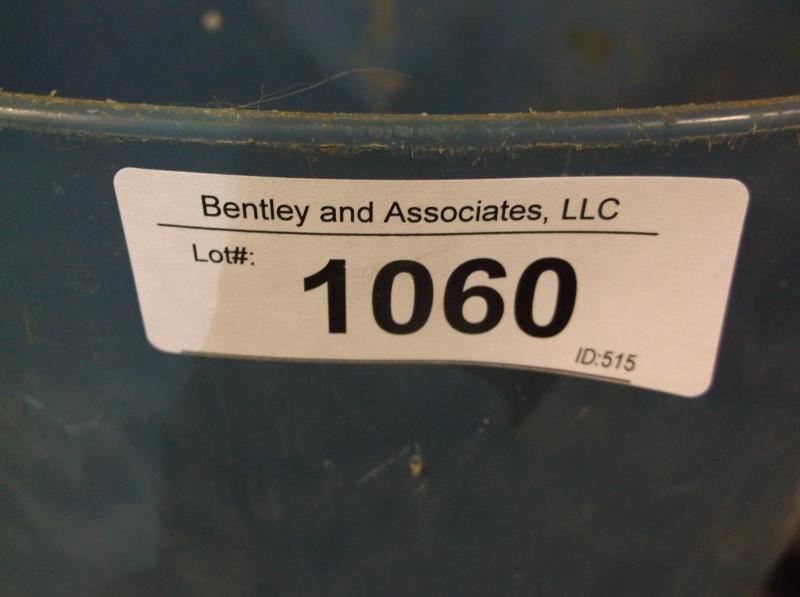 Bentley and Associates, LLC
Lot#:
1060
ID:515